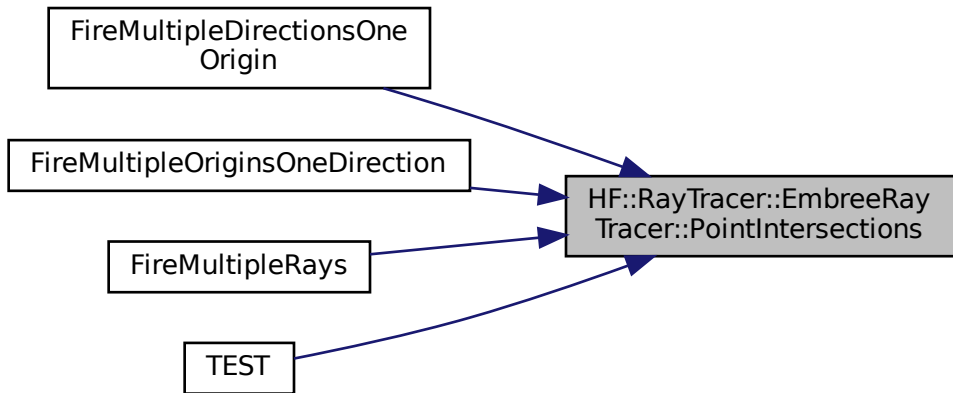 FireMultipleDirectionsOne
Origin
FireMultipleOriginsOneDirection
HF::RayTracer::EmbreeRay
Tracer::PointIntersections
FireMultipleRays
TEST